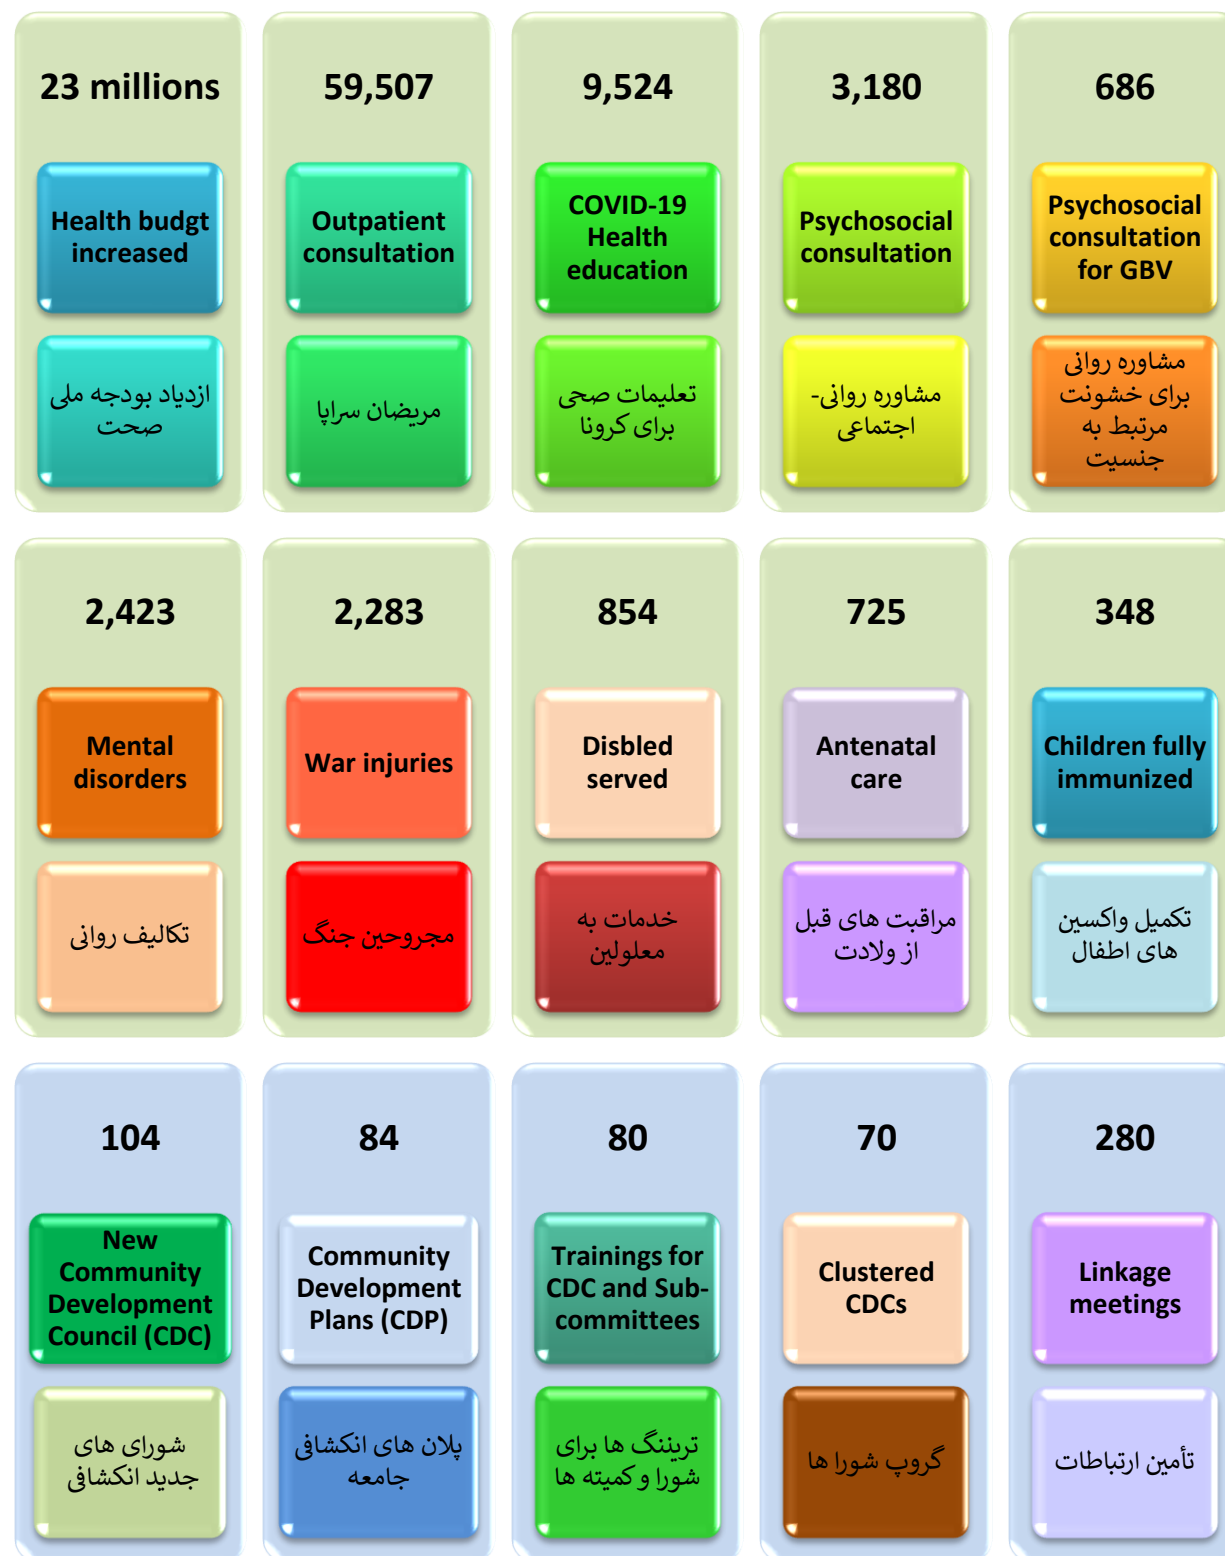 23 millions
Health budgt
increased
ازدیاد بودجه ملی
صحت
59,507
Outpatient
consultation
مریضان سراپا
9,524
COVID-19
Health
education
تعلیمات صحی
برای کرونا
3,180
Psychosocial
consultation
مشاوره روانی-
اجتماعی
686
Psychosocial
consultation
for GBV
مشاوره روانی
برای خشونت
مرتبط به
جنسیت
2,423
Mental
disorders
تکالیف روانی
2,283
War injuries
مجروحین جنگ
854
Disbled
served
خدمات به
معلولین
725
Antenatal
care
مراقبت های قبل
از ولادت
348
Children fully
immunized
تکمیل واکسین
های اطفال
104
New
Community
Development
Council (CDC)
شورای های
جدید انکشافی
84
Community
Development
Plans (CDP)
پلان های انکشافی
جامعه
80
Trainings for
CDC and Sub-
committees
تریننگ ها برای
شورا و کمیته ها
70
Clustered
CDCs
گروپ شورا ها
280
Linkage
meetings
تأمین ارتباطات